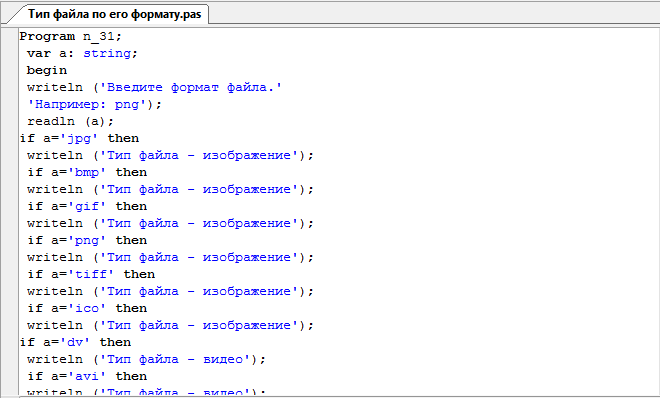 Тип файла по его формату.pas
Program n_31;
var a: string;
begin
writeln ('Введите формат файла.'
'Например: png');
readln (a);
if a='jpg' then
writeln ('Тип файла - изображение');
if a='bmp' then
writeln ('Тип файла - изображение');
if a='gif' then
writeln ('Тип файла - изображение');
if a='png' then
writeln ('Тип файла - изображение');
if a='tiff' then
writeln ('Тип файла - изображение');
if a='ico' then
writeln ('Тип файла - изображение');
if a='dv' then
writeln ('Тип файла - видео');
if a='avi' then
writeln ('Тип файла - видео');